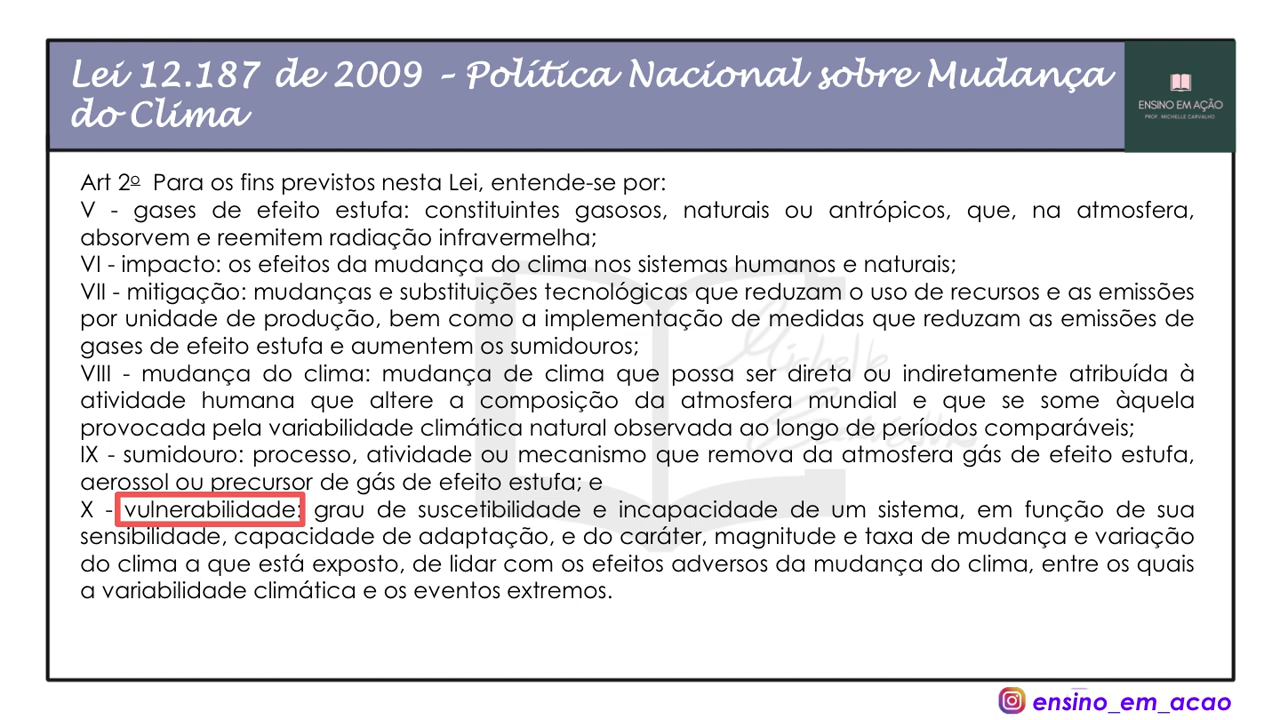 Lei 12.187 de 2009 – Política Nacional sobre Mudança
do Clima
ENSINO EM AÇÃO
PROF. MICHELLE CARVALHO
Art 2º Para os fins previstos nesta Lei, entende-se por:
V - gases de efeito estufa: constituintes gasosos, naturais ou antrópicos, que, na atmosfera,
absorvem e reemitem radiação infravermelha;
VI - impacto: os efeitos da mudança do clima nos sistemas humanos e naturais;
VII - mitigação: mudanças e substituições tecnológicas que reduzam o uso de recursos e as emissões
por unidade de produção, bem como a implementação de medidas que reduzam as emissões de
gases de efeito estufa e aumentem os sumidouros;
VIII - mudança do clima: mudança de clima que possa ser direta ou indiretamente atribuída à
atividade humana que altere a composição da atmosfera mundial e que se some àquela
provocada pela variabilidade climática natural observada ao longo de períodos comparáveis;
IX - sumidouro: processo, atividade ou mecanismo que remova da atmosfera gás de efeito estufa,
aerossol ou precursor de gás de efeito estufa; e
X - vulnerabilidade: grau de suscetibilidade e incapacidade de um sistema, em função de sua
sensibilidade, capacidade de adaptação, e do caráter, magnitude e taxa de mudança e variação
do clima a que está exposto, de lidar com os efeitos adversos da mudança do clima, entre os quais
a variabilidade climática e os eventos extremos.
Michelle
Carvalho
ensino_em_acao